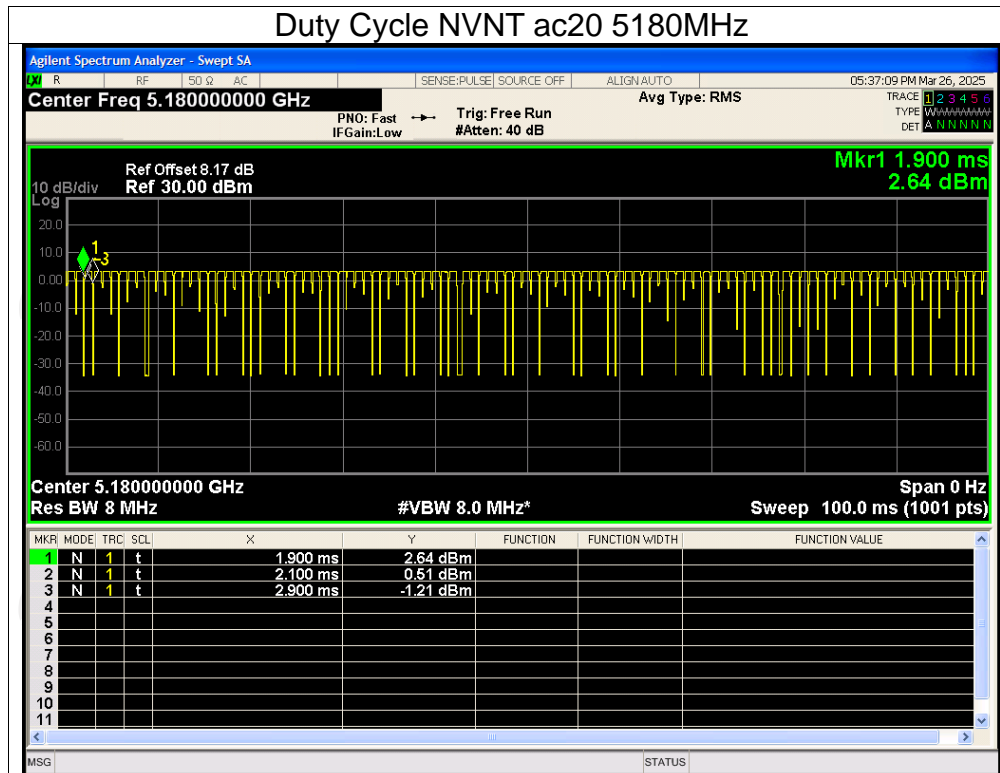 Duty Cycle NVNT ac20 5180MHz
Agilent Spectrum Analyzer - Swept SA
LXI R RF 50 Ω AC SENSE:PULSE SOURCE OFF ALIGN AUTO 05:37:09 PM Mar 26, 2025
Center Freq 5.180000000 GHz Avg Type: RMS TRACE 1 2 3 4 5 6
PNO: Fast Trig: Free Run TYPE WWWWWW
IFGain:Low #Atten: 40 dB DET A N N N N N
Mkr1 1.900 ms
Ref Offset 8.17 dB
10 dB/div Ref 30.00 dBm 2.64 dBm
Log
20.0
10.0
1
3
0.00
-10.0
-20.0
-30.0
-40.0
-50.0
-60.0
Center 5.180000000 GHz Span 0 Hz
Res BW 8 MHz #VBW 8.0 MHz* Sweep 100.0 ms (1001 pts)
MKR MODE TRC SCL X Y FUNCTION FUNCTION WIDTH FUNCTION VALUE
1 N 1 t 1.900 ms 2.64 dBm
2 N 1 t 2.100 ms 0.51 dBm
3 N 1 t 2.900 ms -1.21 dBm
4
5
6
7
8
9
10
11
MSG STATUS